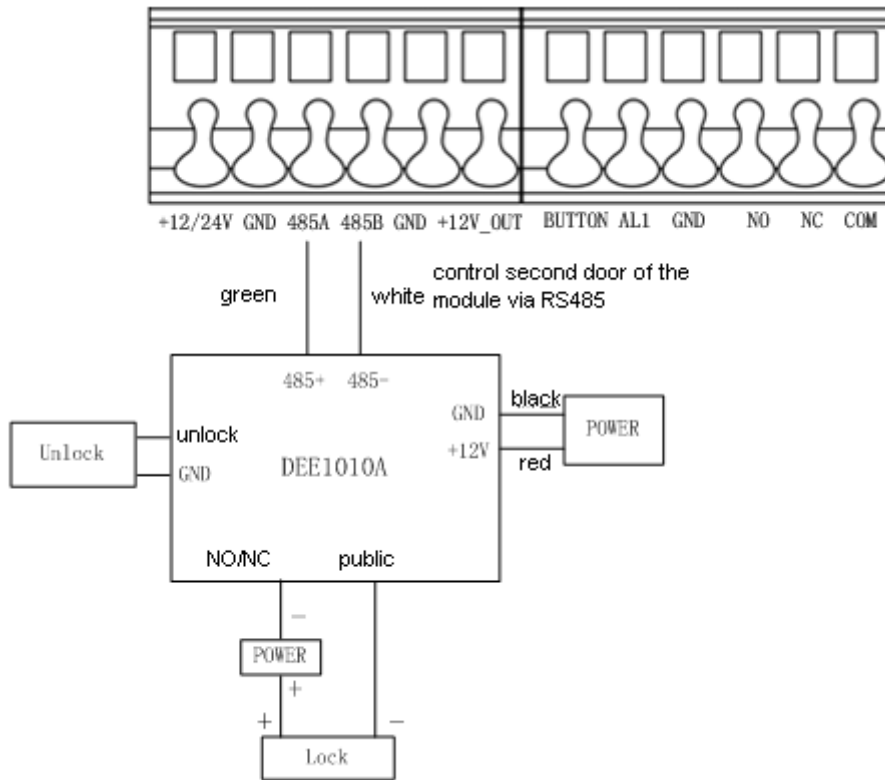 +12/24V GND 485A 485B GND +12V_OUT BUTTON AL1 GND NO NC COM
green
white
control second door of the
module via RS485
485+ 485-
black
GND
POWER
unlock
Unlock
+12V
GND
DEE1010A
red
NO/NC public
−
POWER
+
+ −
Lock